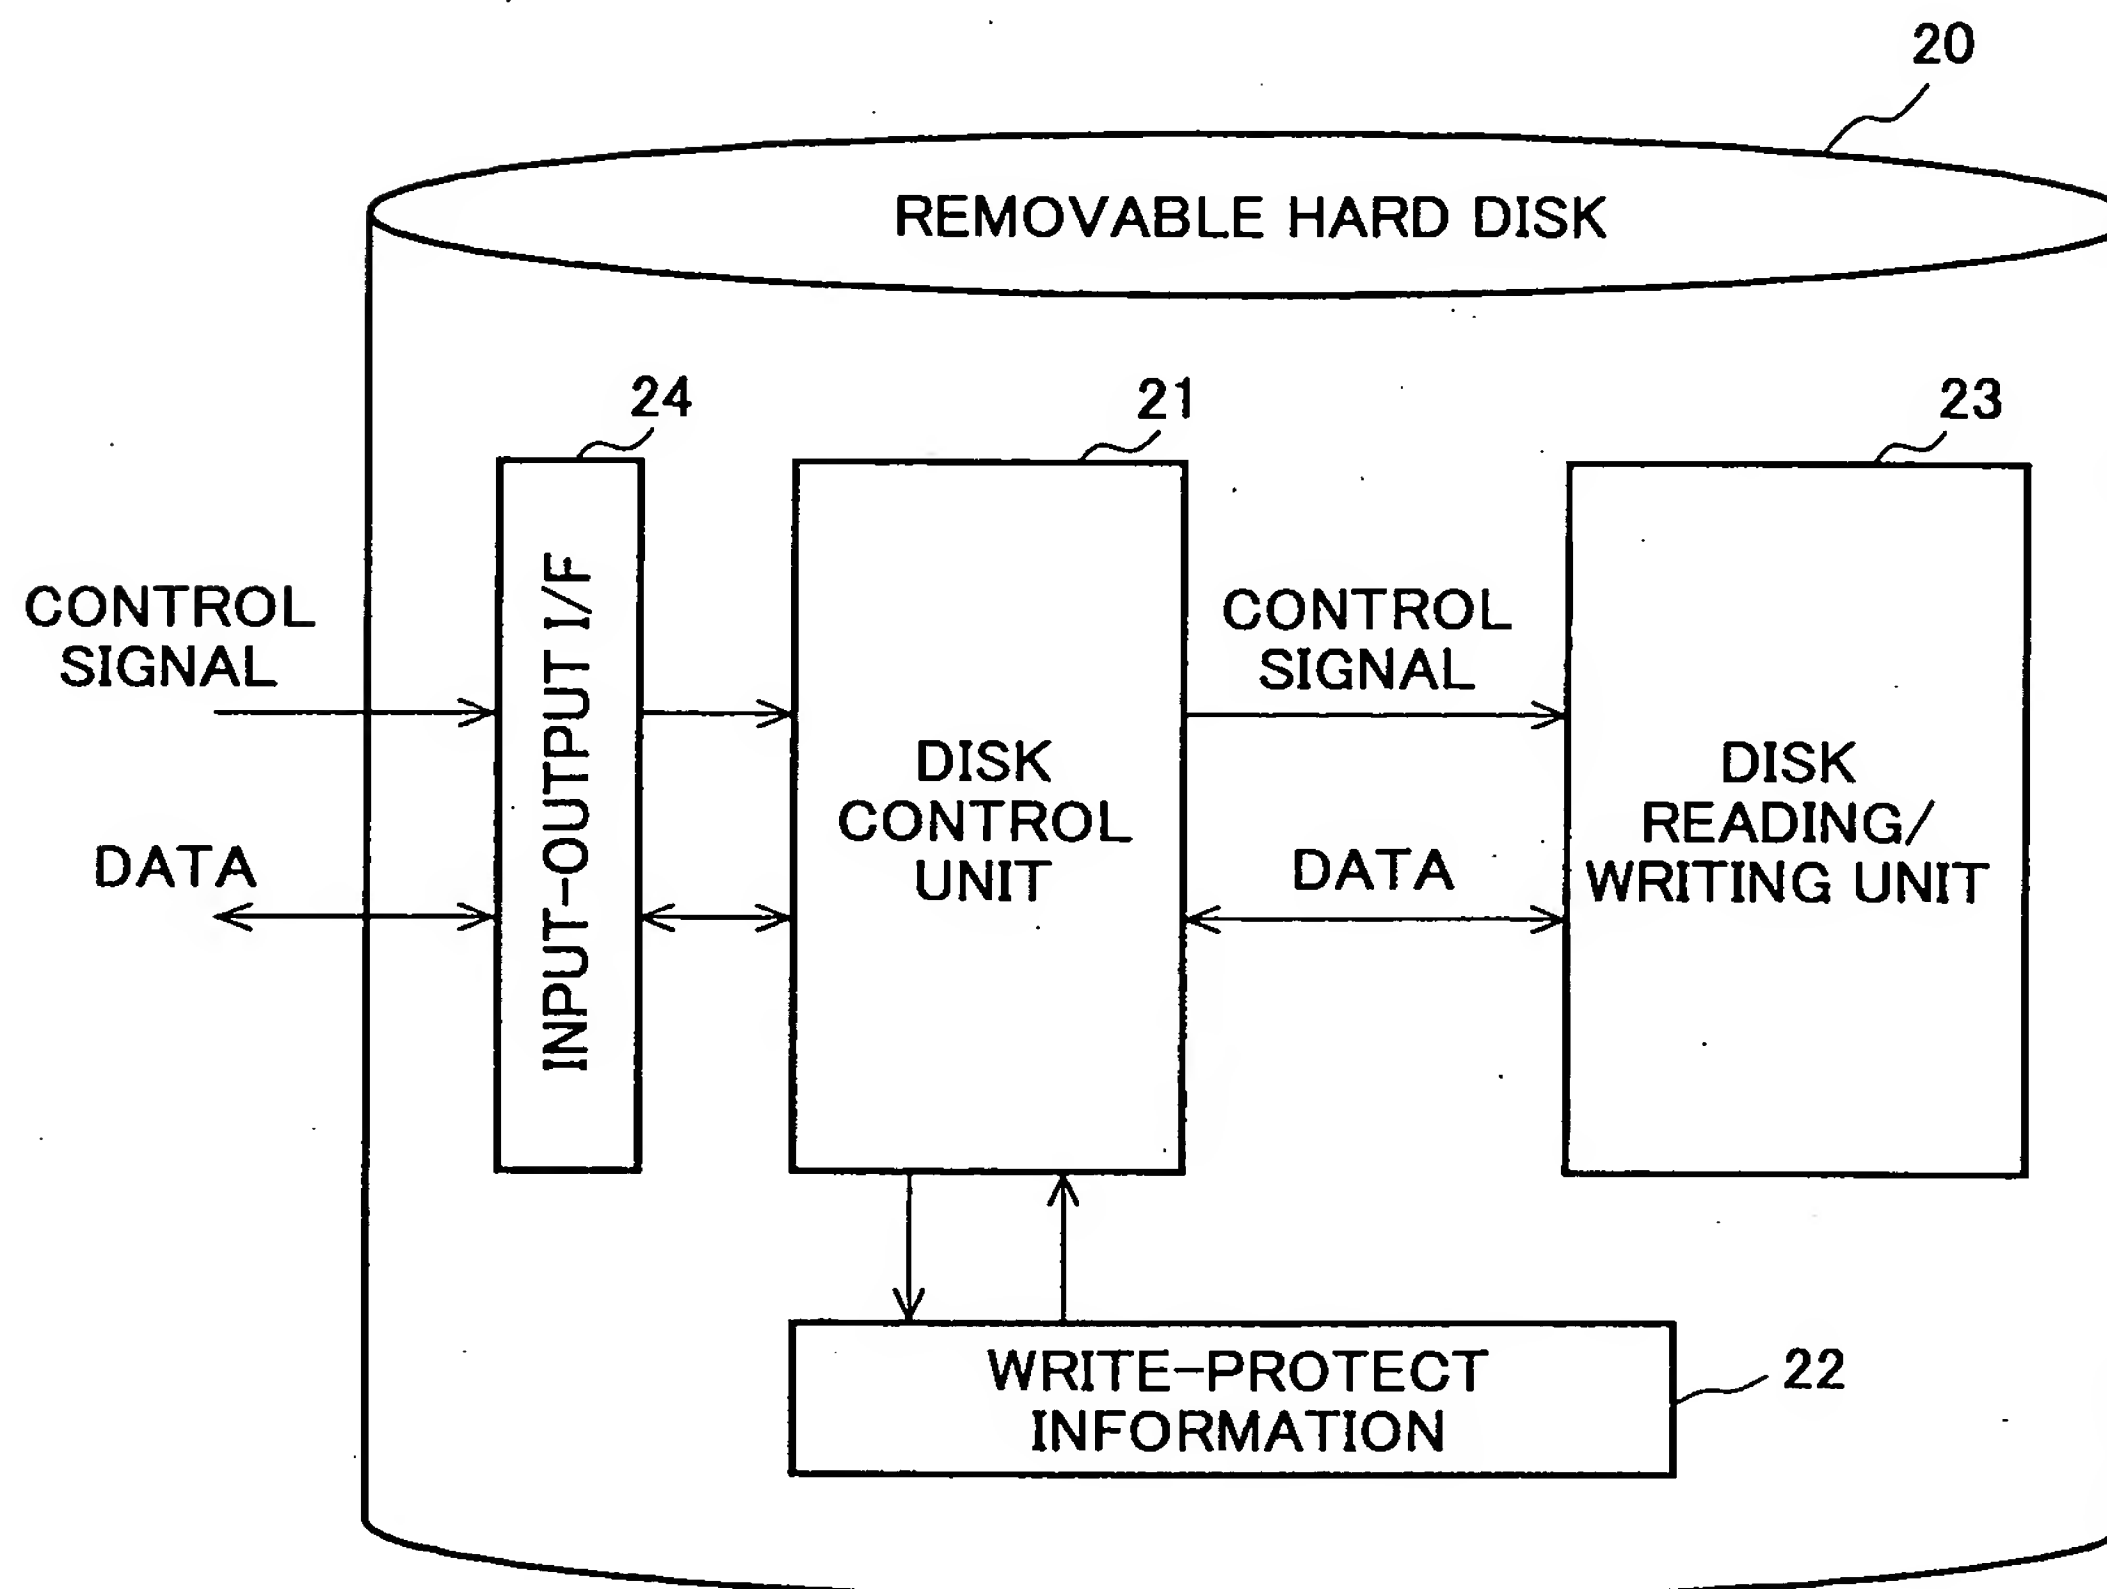 20
REMOVABLE HARD DISK
24
21
23
CONTROL
SIGNAL
INPUT-OUTPUT I/F
CONTROL
SIGNAL
DISK
CONTROL
UNIT
DISK
READING/
WRITING UNIT
DATA
DATA
WRITE-PROTECT
INFORMATION
22